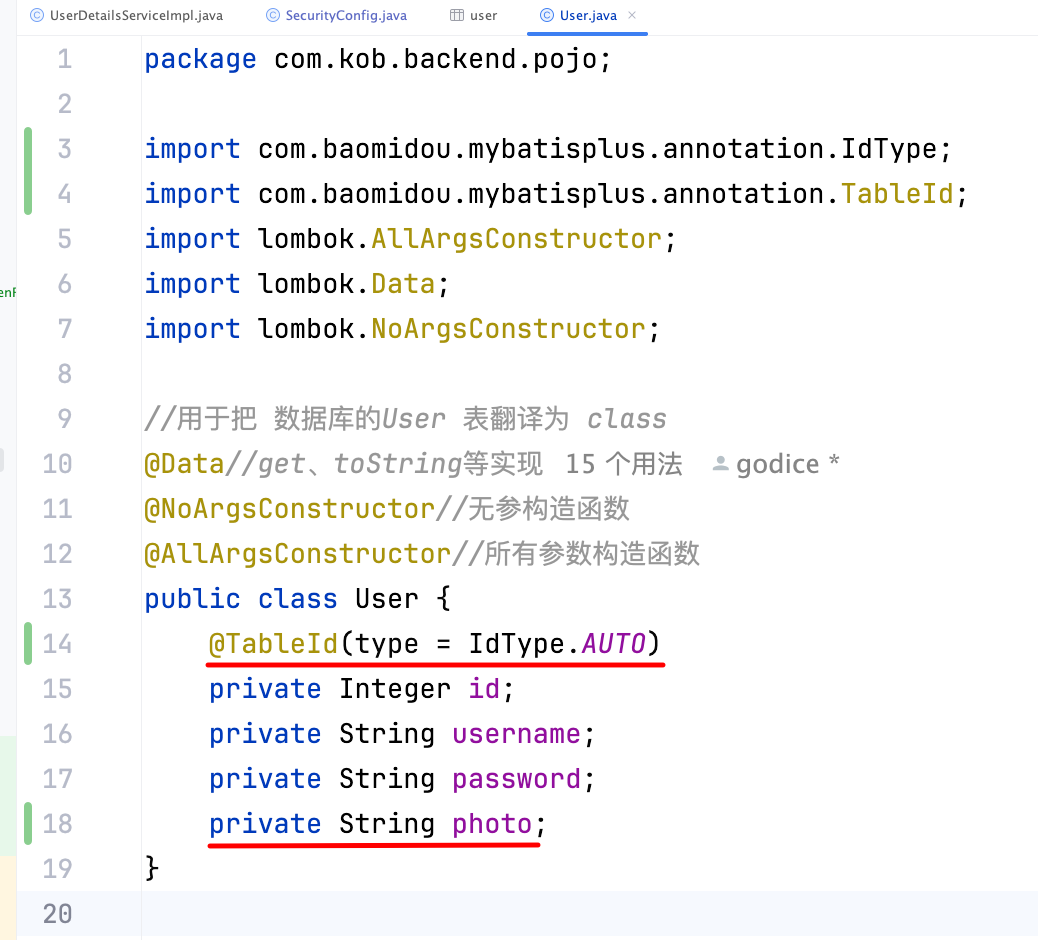 UserDetailsServiceImpl.java SecurityConfig.java user User.java ×
1 package com.kob.backend.pojo;
2
3 import com.baomidou.mybatisplus.annotation.IdType;
4 import com.baomidou.mybatisplus.annotation.TableId;
5 import lombok.AllArgsConstructor;
6 import lombok.Data;
7 import lombok.NoArgsConstructor;
8
9 //用于把 数据库的User 表翻译为 class
10 @Data//get、toString等实现 15 个用法 godice *
11 @NoArgsConstructor//无参构造函数
12 @AllArgsConstructor//所有参数构造函数
13 public class User {
14 @TableId(type = IdType.AUTO)
15 private Integer id;
16 private String username;
17 private String password;
18 private String photo;
19 }
20